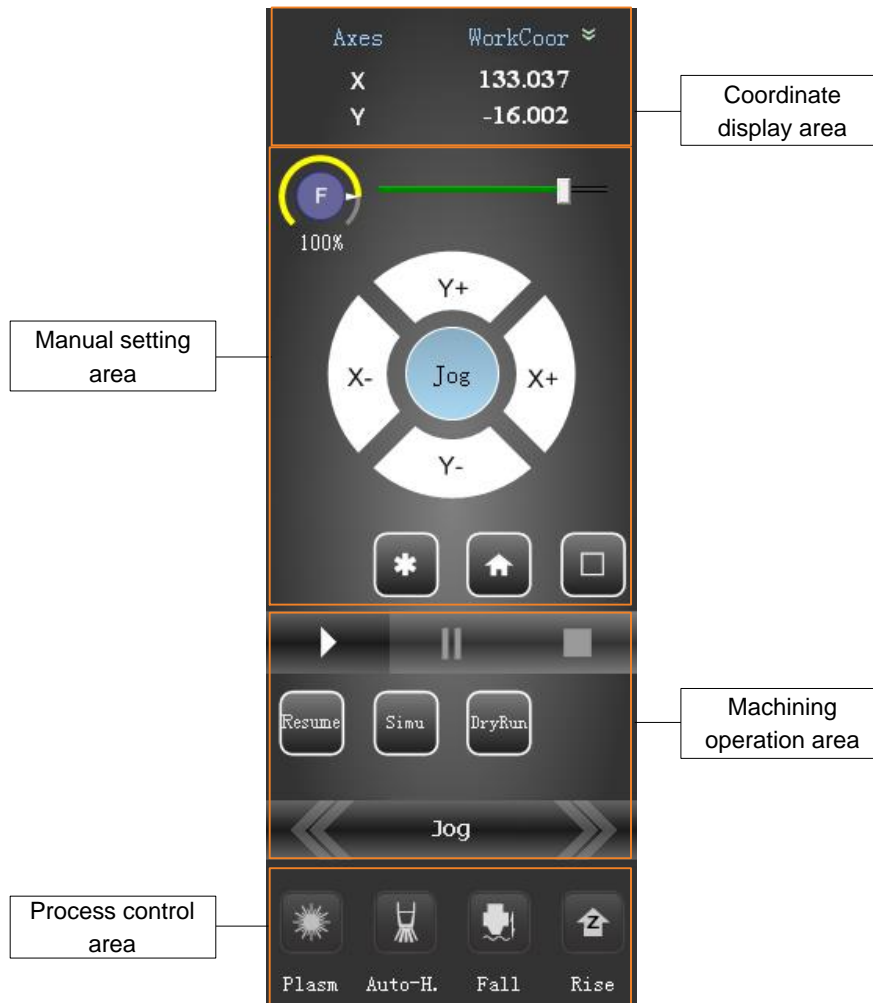 Axes WorkCoor
X 133.037
Y -16.002
Coordinate
display area
F
100%
Y+
Manual setting
area
X- Jog X+
Y-
Resume Simu DryRun
Machining
operation area
Jog
Process control
area
Z
Plasm Auto-H. Fall Rise